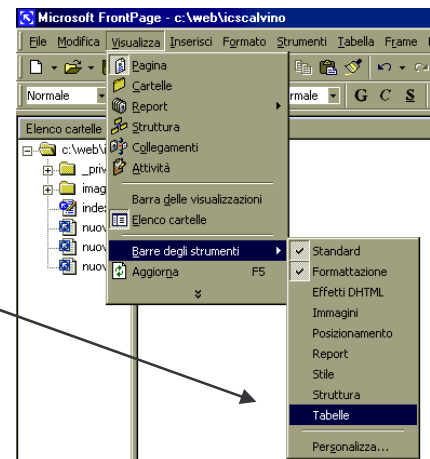 Microsoft FrontPage - c:\web\icscalvino
File Modifica Visualizza Inserisci Formato Strumenti Tabella Frame
Normale rmale G C S
Elenco cartelle
c:\web\i
_priv
imag
inde
nuov
nuov
nuov
Pagina
Cartelle
Report
Struttura
Collegamenti
Attività
Barra delle visualizzazioni
Elenco cartelle
Barre degli strumenti
Aggiorna F5
Standard
Formattazione
Effetti DHTML
Immagini
Posizionamento
Report
Stile
Struttura
Tabelle
Personalizza...